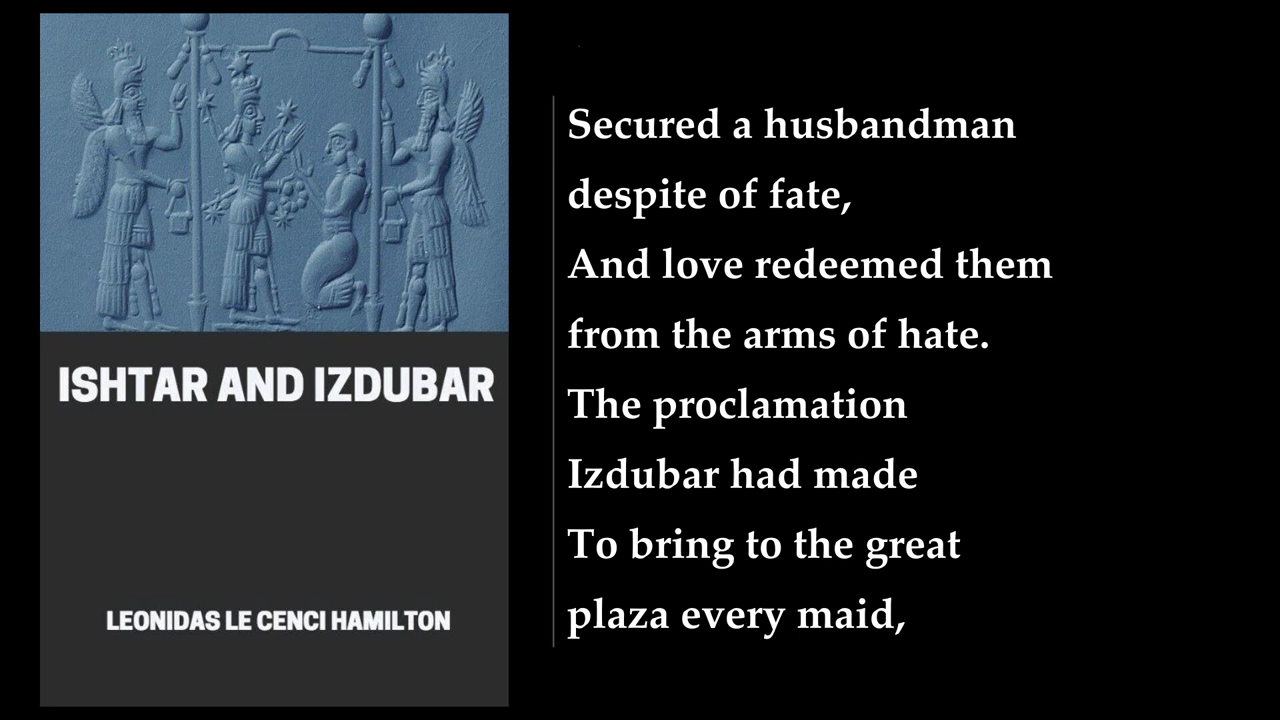 ISHTAR AND IZDUBAR
LEONIDAS LE CENCI HAMILTON
Secured a husbandman
despite of fate,
And love redeemed them
from the arms of hate.
The proclamation
Izdubar had made
To bring to the great
plaza every maid,